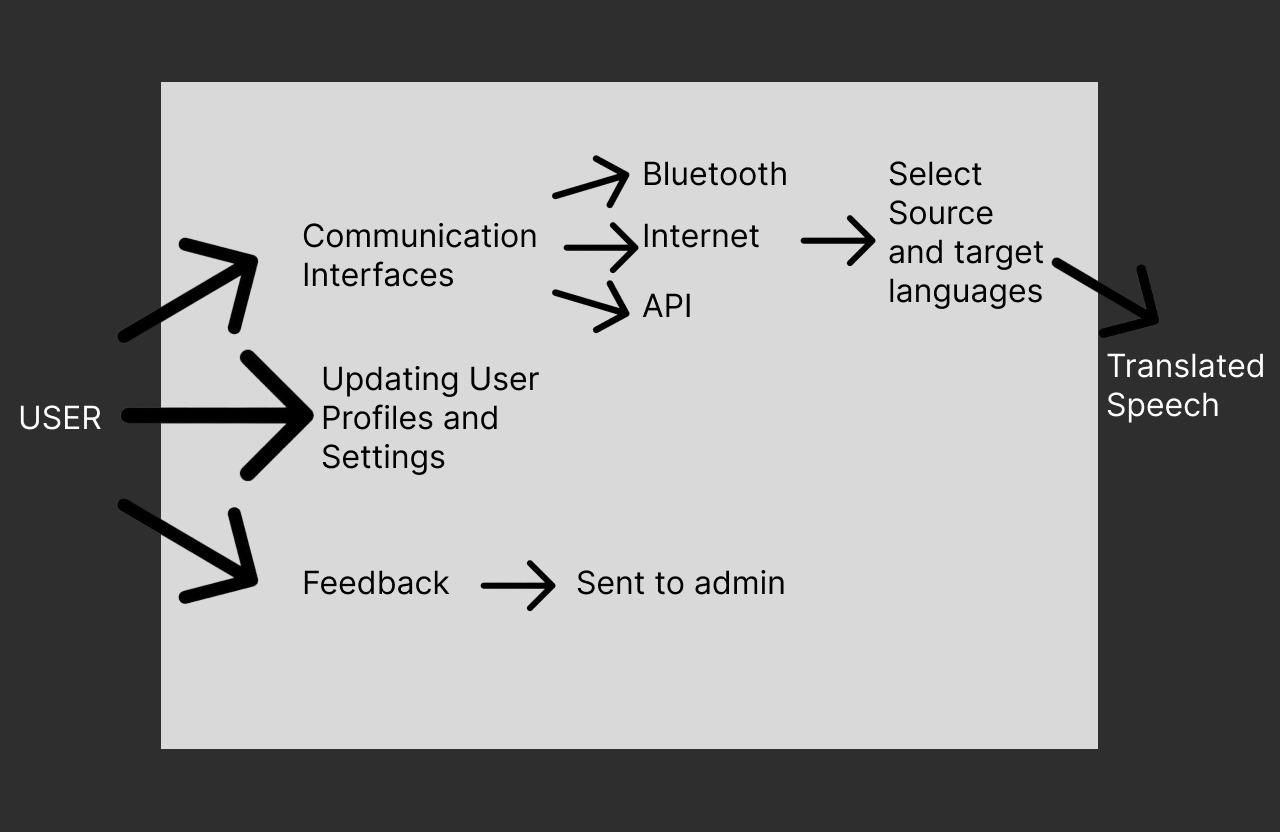 USER
Communication
Interfaces
Bluetooth
Internet
API
Select
Source
and target
languages
Translated
Speech
Updating User
Profiles and
Settings
Feedback
Sent to admin